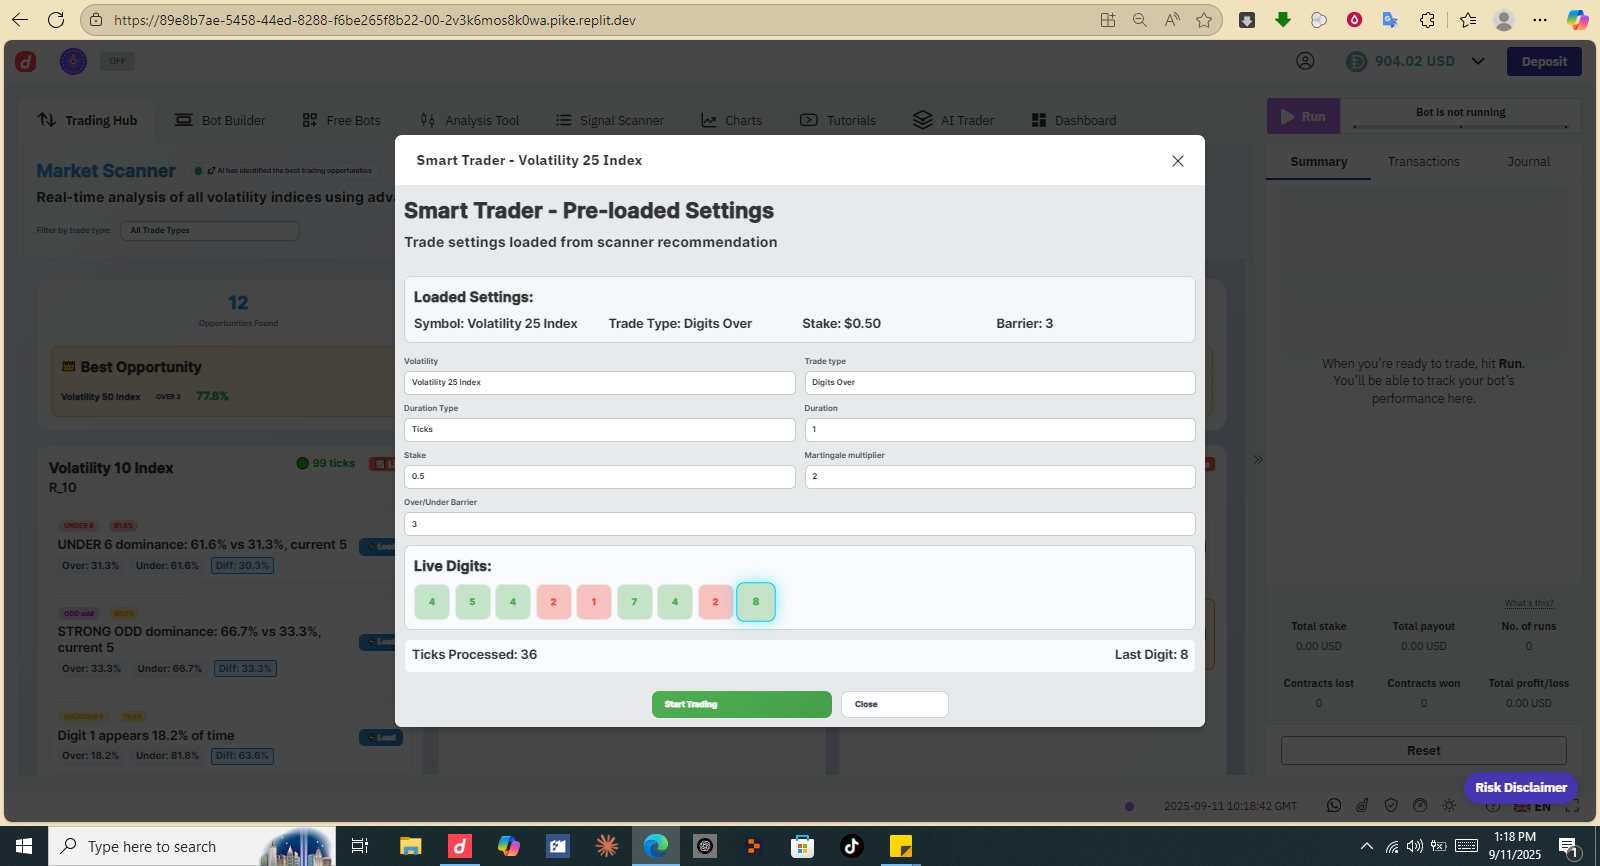 https://89e8b7ae-5458-44ed-8288-f6be265f8b22-00-2v3k6mos8k0wa.pike.replit.dev
OFF
904.02 USD
Deposit
Trading Hub
Bot Builder
Free Bots
Analysis Tool
Signal Scanner
Charts
Tutorials
AI Trader
Dashboard
Run
Bot is not running
Market Scanner
AI has identified the best trading opportunities
Real-time analysis of all volatility indices using adv
Filter by trade type:
All Trade Types
12
Opportunities Found
Best Opportunity
Volatility 50 Index OVER 3 77.8%
Volatility 10 Index
R_10
99 ticks
UNDER 6 61.6%
UNDER 6 dominance: 61.6% vs 31.3%, current 5
Load
Over: 31.3% Under: 61.6% Diff: 30.3%
ODD odd 66.7%
STRONG ODD dominance: 66.7% vs 33.3%,
current 5
Load
Over: 33.3% Under: 66.7% Diff: 33.3%
MATCHES 1
Digit 1 appears 18.2% of time
Load
Over: 18.2% Under: 81.8% Diff: 63.6%
Smart Trader - Volatility 25 Index
Smart Trader - Pre-loaded Settings
Trade settings loaded from scanner recommendation
Loaded Settings:
Symbol: Volatility 25 Index Trade Type: Digits Over Stake: $0.50 Barrier: 3
Volatility
Volatility 25 Index
Trade type
Digits Over
Duration Type
Ticks
Duration
1
Stake
0.5
Martingale multiplier
2
Over/Under Barrier
3
Live Digits:
4 5 4 2 1 7 4 2 8
Ticks Processed: 36
Last Digit: 8
Start Trading
Close
Summary
Transactions
Journal
When you're ready to trade, hit Run.
You'll be able to track your bot's
performance here.
What's this?
Total stake Total payout No. of runs
0.00 USD 0.00 USD 0
Contracts lost Contracts won Total profit/loss
0 0 0.00 USD
Reset
Risk Disclaimer
2025-09-11 10:18:42 GMT
EN
Type here to search
1:18 PM
9/11/2025
1